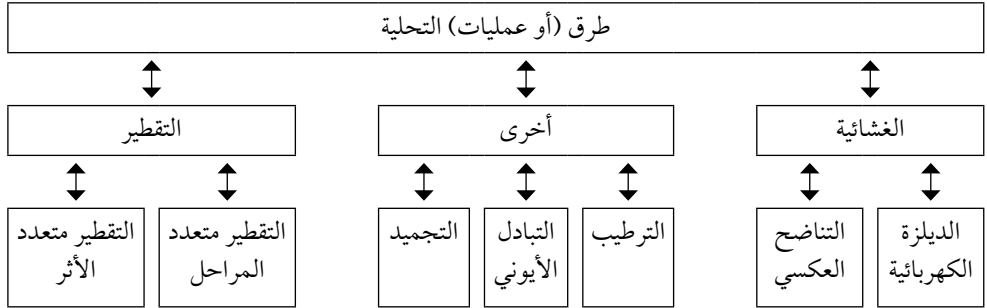 طرق (أو عمليات) التحلية
الغشائية
أخرى
التقطير
الديلزة
الكهربائية
التناضح
العكسي
الترطيب
التبادل
الأيوني
التجميد
التقطير متعدد
المراحل
التقطير متعدد
الأثر